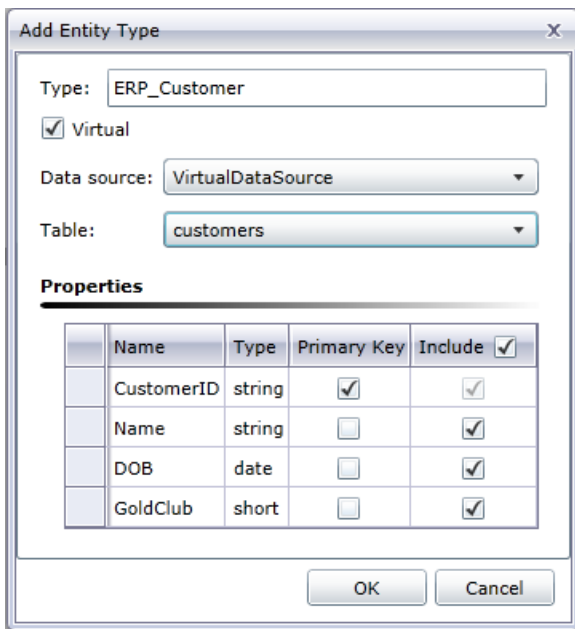 Add Entity Type x
Type: ERP_Customer
Virtual
Data source: VirtualDataSource
Table: customers
Properties
Name Type Primary Key Include
CustomerID string
Name string
DOB date
GoldClub short
OK Cancel